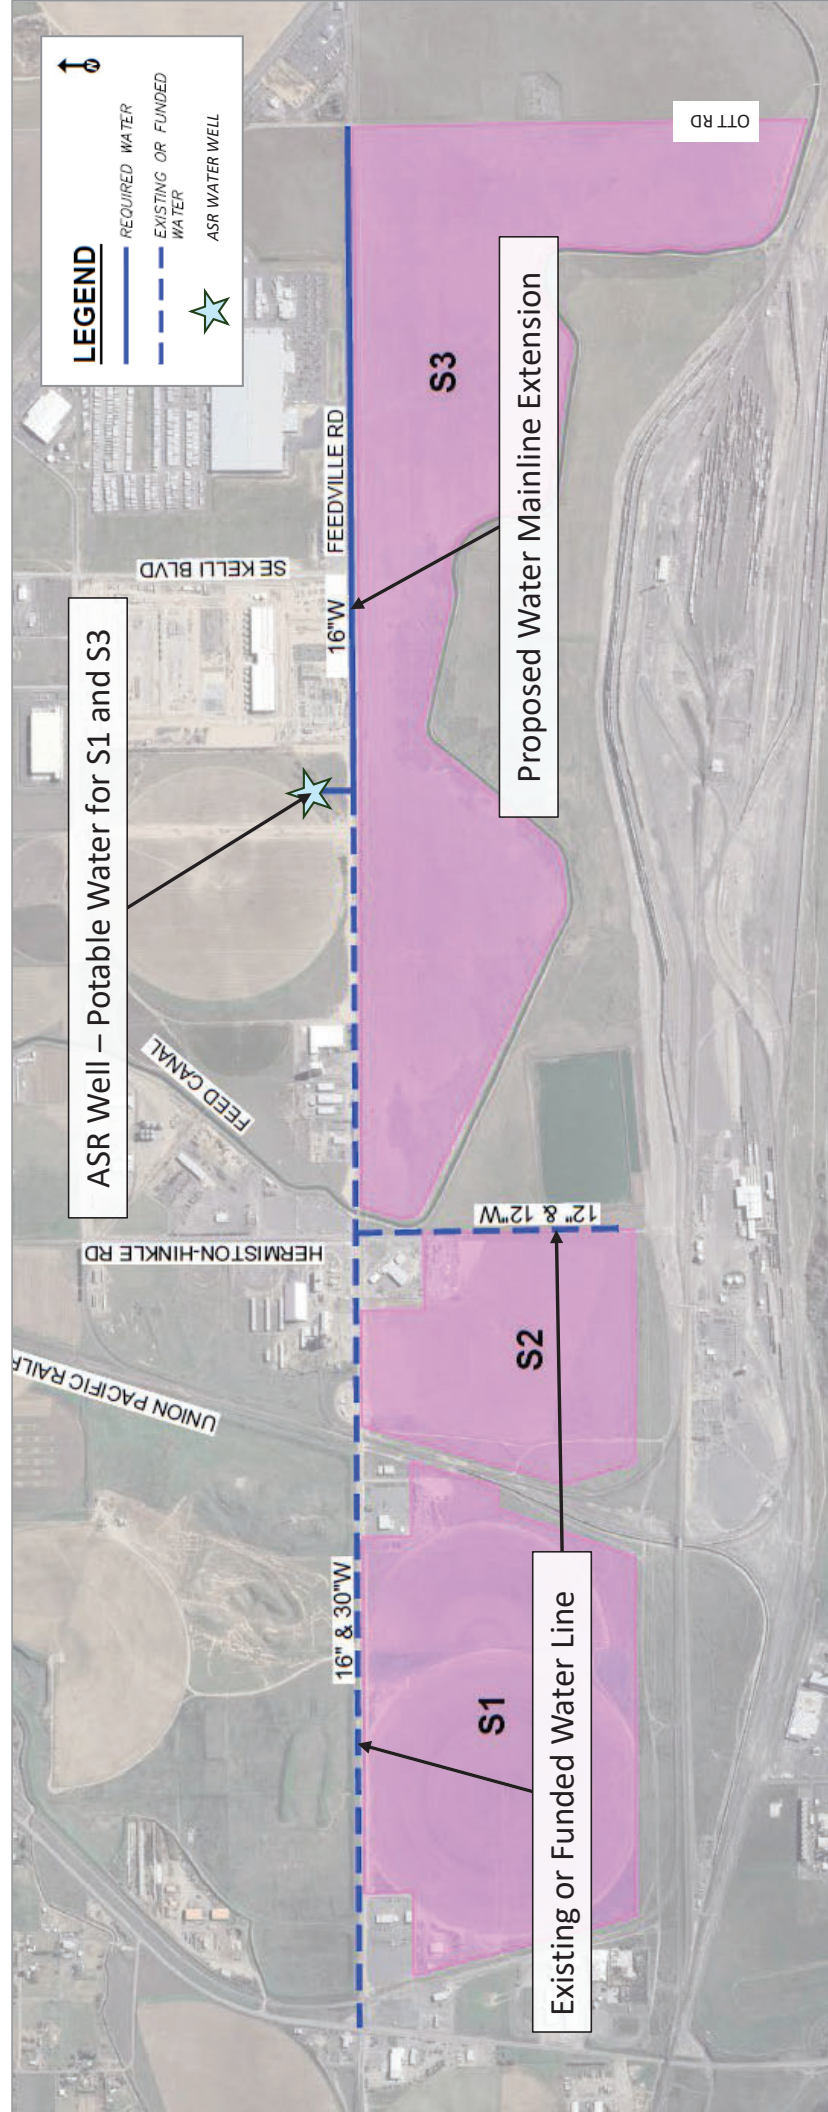 LEGEND
REQUIRED WATER
EXISTING OR FUNDED
WATER
ASR WATER WELL
N
ASR Well – Potable Water for S1 and S3
UNION PACIFIC RAILR
HERMISTON-HINKLE RD
FEED CANAL
SE KELLI BLVD
16" & 30"W
16"W
FEEDVILLE RD
S1
S2
12" & 12"W
S3
OTT RD
Existing or Funded Water Line
Proposed Water Mainline Extension